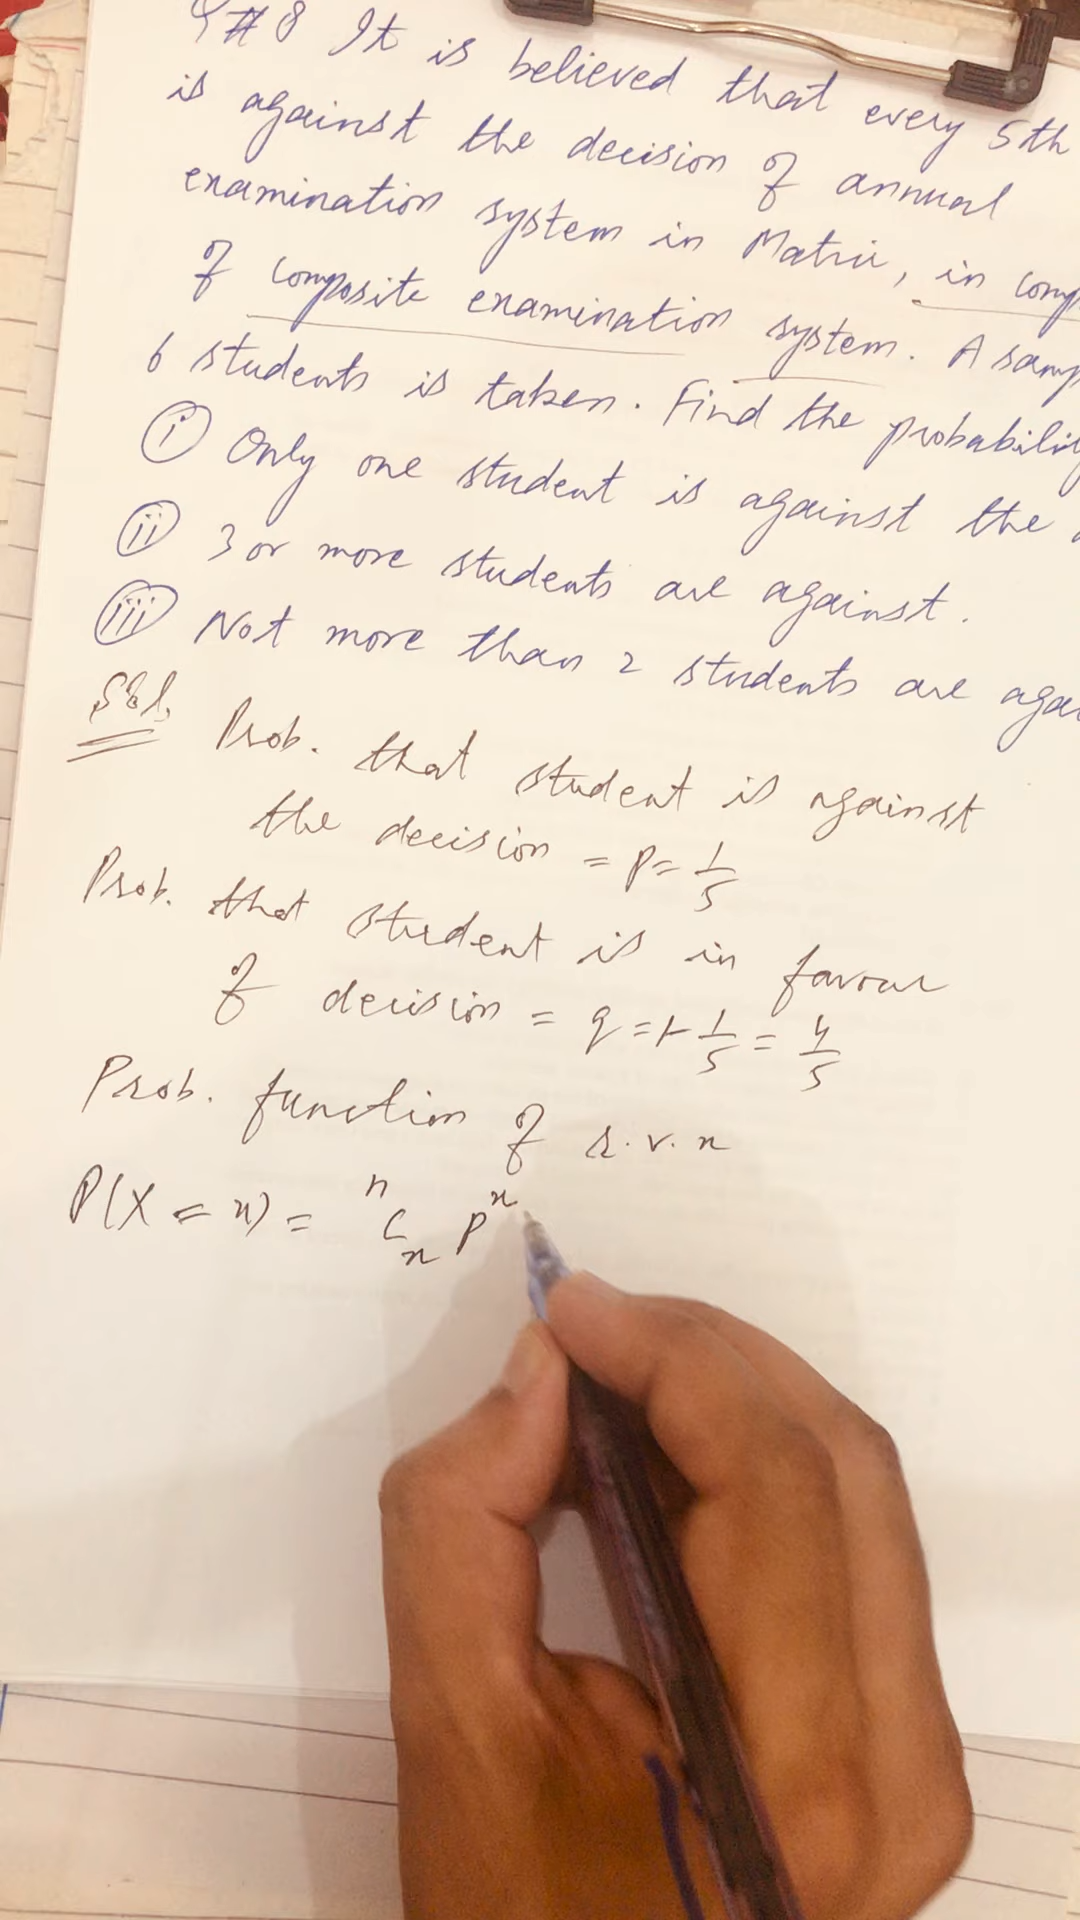 Q#8 It is believed that every 5th
is against the decision of annual
examination system in Matric, in comp
of composite examination system. A samp
6 students is taken. Find the probability
(i) Only one student is against the
(ii) 3 or more students are against.
(iii) Not more than 2 students are agai
Sol.
Prob. that student is against
the decision = p = 1/5
Prob. that student is in favour
of decision = q = 1 - 1/5 = 4/5
Prob. function of r.v. x
P(X = x) = ⁿCₓ pˣ